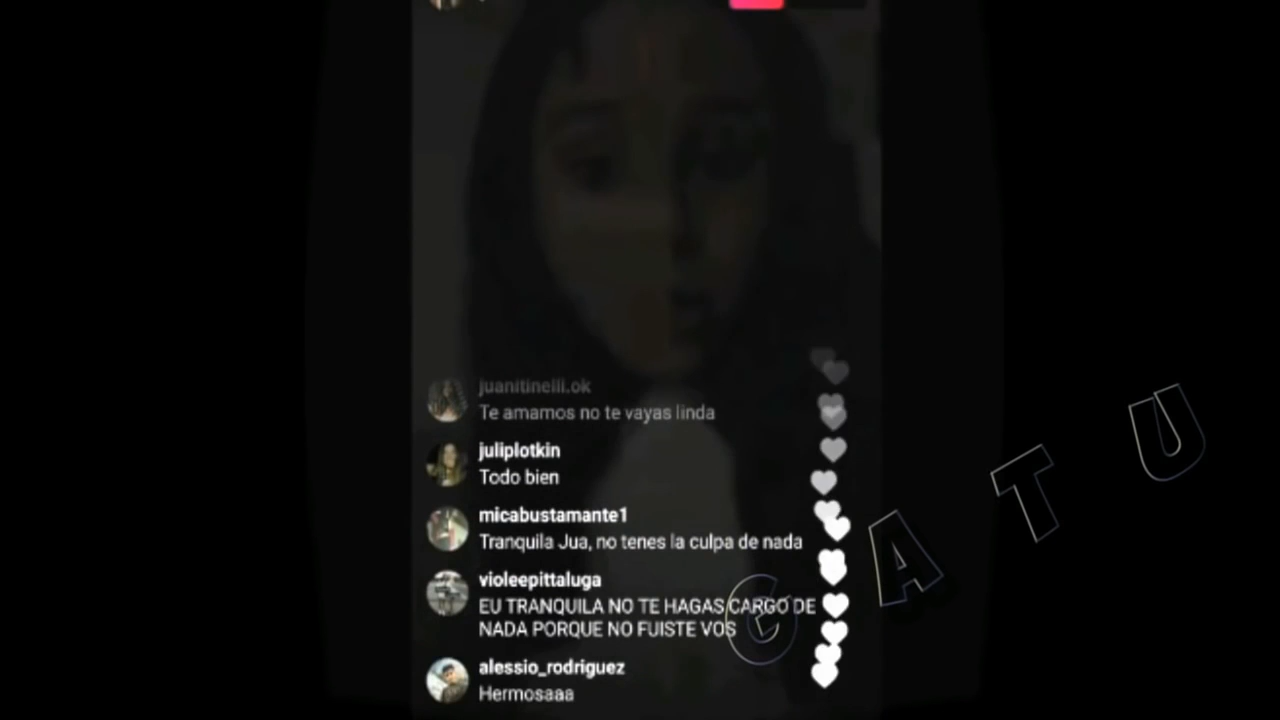 juanitinelli.ok
Te amamos no te vayas linda
juliplotkin
Todo bien
micabustamante1
Tranquila Jua, no tenes la culpa de nada
violeepittaluga
EU TRANQUILA NO TE HAGAS CARGO DE
NADA PORQUE NO FUISTE VOS
alessio_rodriguez
Hermosaaa
C A T U